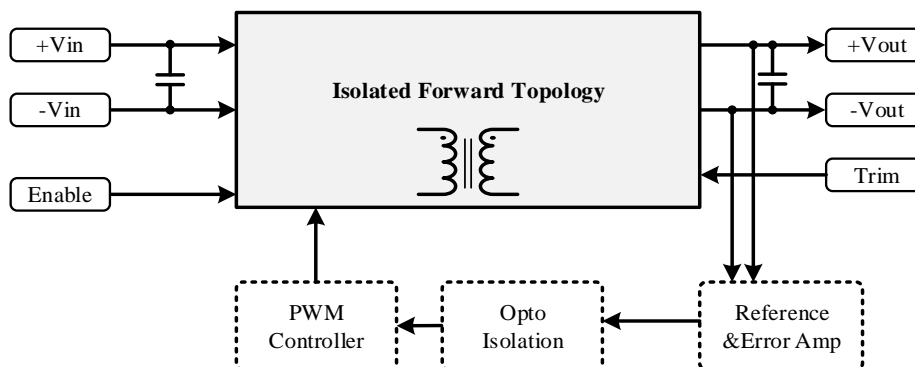 +Vin
+Vout
Isolated Forward Topology
-Vin
-Vout
Enable
Trim
PWM
Controller
Opto
Isolation
Reference
&Error Amp